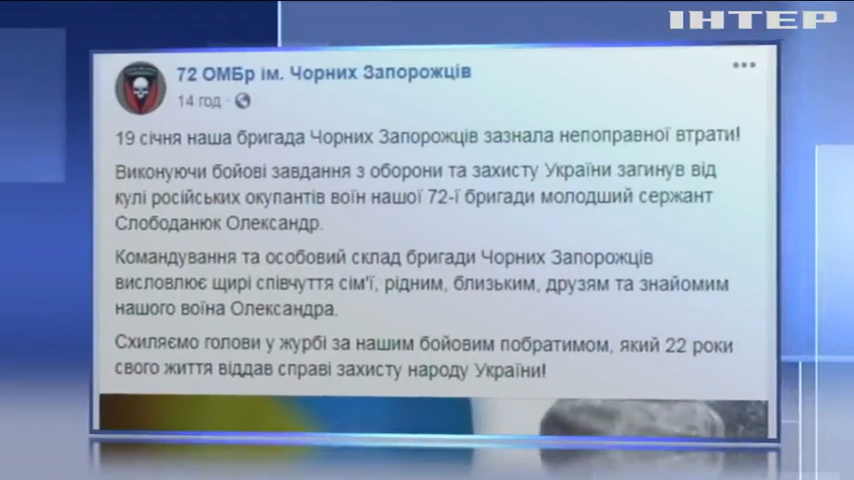 ІНТЕР
72 ОМБр ім. Чорних Запорожців
14 год ·
19 січня наша бригада Чорних Запорожців зазнала непоправної втрати!
Виконуючи бойові завдання з оборони та захисту України загинув від
кулі російських окупантів воїн нашої 72-ї бригади молодший сержант
Слободанюк Олександр.
Командування та особовий склад бригади Чорних Запорожців
висловлює щирі співчуття сім'ї, рідним, близьким, друзям та знайомим
нашого воїна Олександра.
Схиляємо голови у журбі за нашим бойовим побратимом, який 22 роки
свого життя віддав справі захисту народу України!